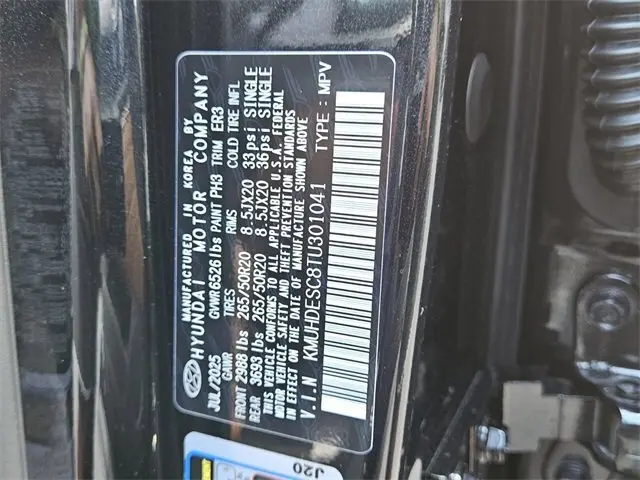 MANUFACTURED IN KOREA BY
HYUNDAI MOTOR COMPANY
JUL/2025 GVWR 6526 lbs PAINT PH3 TRIM ER3
GAWR TIRES RIMS COLD TIRE INFL
FRONT 2988 lbs 265/50R20 8.5JX20 33psi SINGLE
REAR 3693 lbs 265/50R20 8.5JX20 36psi SINGLE
THIS VEHICLE CONFORMS TO ALL APPLICABLE U.S.A. FEDERAL
MOTOR VEHICLE SAFETY AND THEFT PREVENTION STANDARDS
IN EFFECT ON THE DATE OF MANUFACTURE SHOWN ABOVE
V.I.N KMUHDESC8TU301041 TYPE : MPV
J20